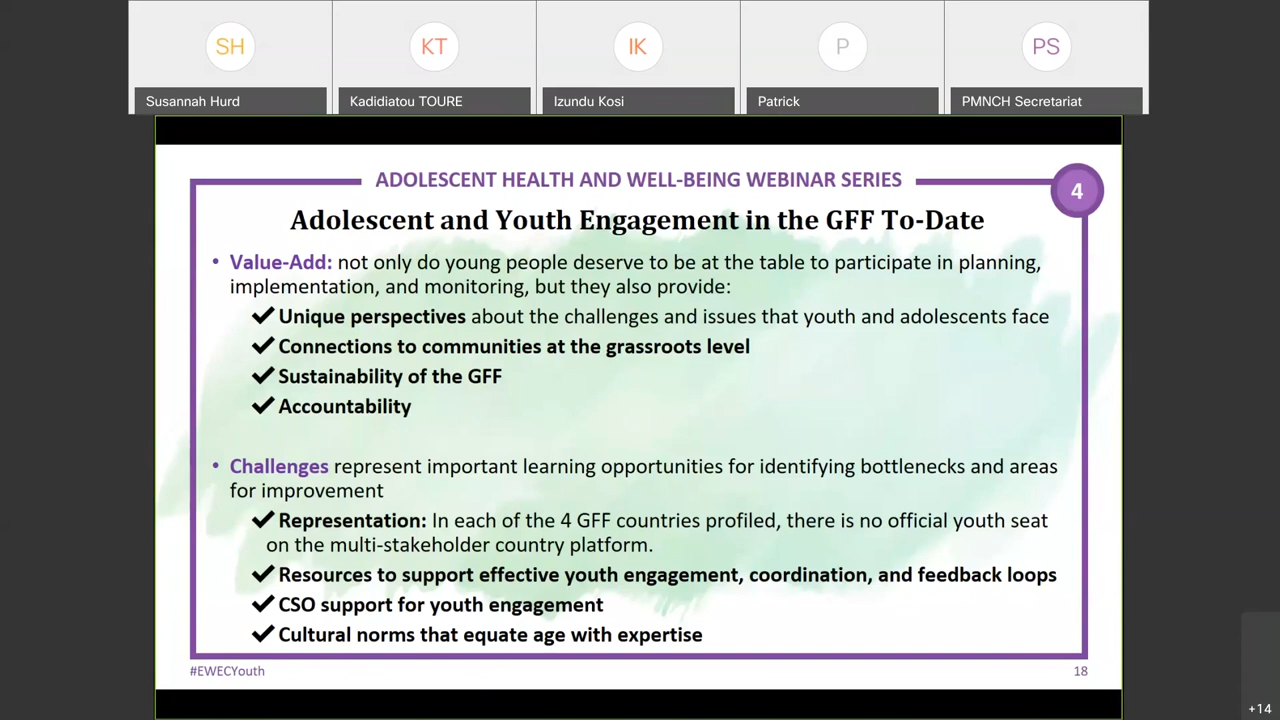 SH
KT
IK
P
PS
Susannah Hurd
Kadidiatou TOURE
Izundu Kosi
Patrick
PMNCH Secretariat
ADOLESCENT HEALTH AND WELL-BEING WEBINAR SERIES
4
Adolescent and Youth Engagement in the GFF To-Date
• Value-Add: not only do young people deserve to be at the table to participate in planning,
implementation, and monitoring, but they also provide:
✔ Unique perspectives about the challenges and issues that youth and adolescents face
✔ Connections to communities at the grassroots level
✔ Sustainability of the GFF
✔ Accountability
• Challenges represent important learning opportunities for identifying bottlenecks and areas
for improvement
✔ Representation: In each of the 4 GFF countries profiled, there is no official youth seat
on the multi-stakeholder country platform.
✔ Resources to support effective youth engagement, coordination, and feedback loops
✔ CSO support for youth engagement
✔ Cultural norms that equate age with expertise
#EWECYouth
18
+14